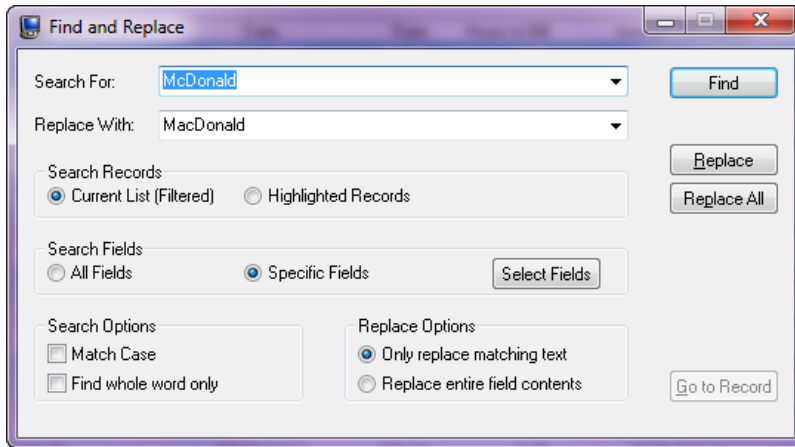 Find and Replace
Search For: McDonald Find
Replace With: MacDonald
Replace
Search Records
Current List (Filtered) Highlighted Records Replace All
Search Fields
All Fields Specific Fields Select Fields
Search Options Replace Options
Match Case Only replace matching text
Find whole word only Replace entire field contents Go to Record